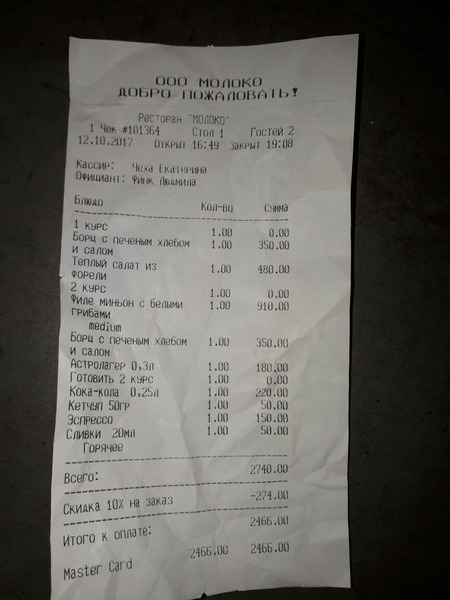 ООО МОЛОКО
ДОБРО ПОЖАЛОВАТЬ!
Ресторан "МОЛОКО"
1 Чек #101364 Стол 1 Гостей 2
12.10.2017 Открыт 16:49 Закрыт 19:08
Кассир: Чеха Екатерина
Официант: Финк Людмила
Блюдо Кол-во Сумма
1 курс 1.00 0.00
Борщ с печеным хлебом 1.00 350.00
и салом
Теплый салат из 1.00 480.00
форели
2 курс 1.00 0.00
Филе миньон с белыми 1.00 910.00
грибами
medium
Борщ с печеным хлебом 1.00 350.00
и салом
Астролагер 0,3л 1.00 180.00
Готовить 2 курс 1.00 0.00
Кока-кола 0,25л 1.00 220.00
Кетчуп 50гр 1.00 50.00
Эспрессо 1.00 150.00
Сливки 20мл 1.00 50.00
Горячее
Всего: 2740.00
Скидка 10% на заказ -274.00
Итого к оплате: 2466.00
Master Card 2466.00 2466.00